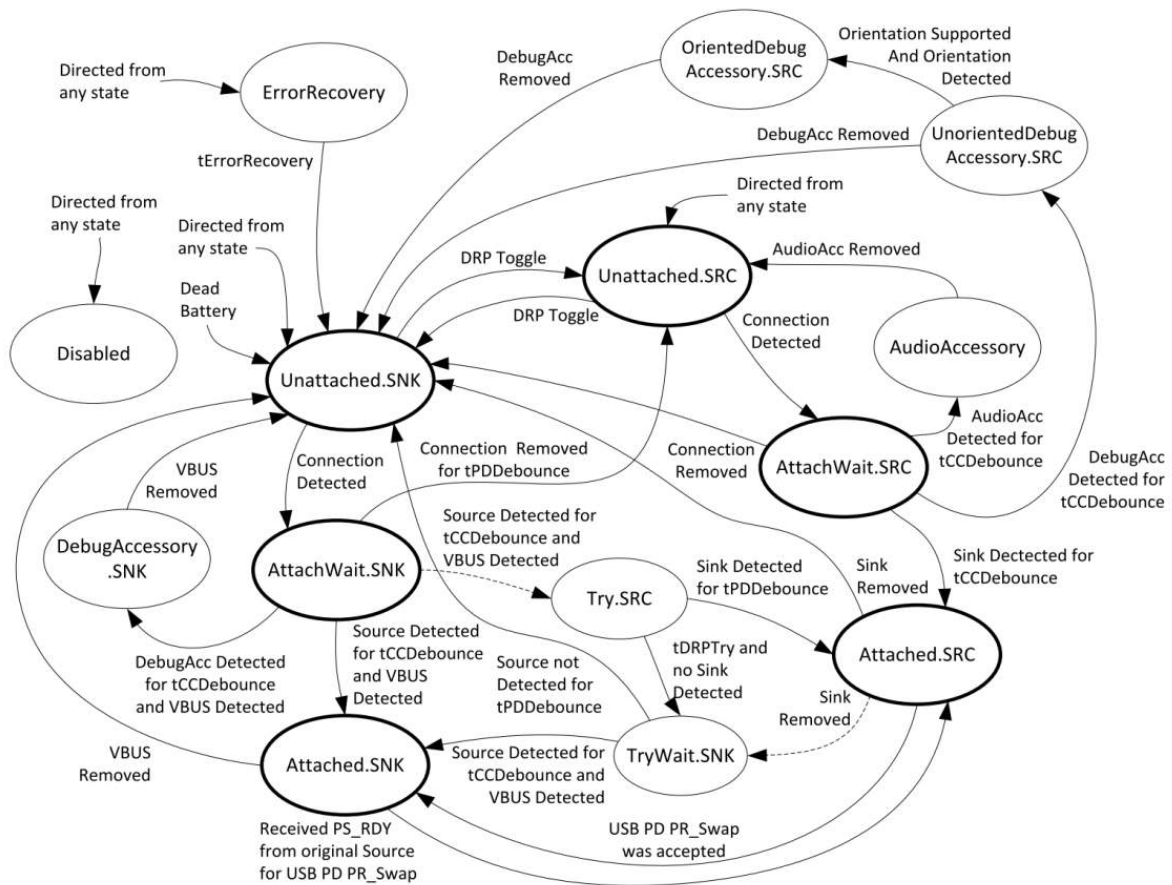 Directed from
any state
ErrorRecovery
tErrorRecovery
DebugAcc
Removed
OrientedDebug
Accessory.SRC
Orientation Supported
And Orientation
Detected
DebugAcc Removed
UnorientedDebug
Accessory.SRC
Directed from
any state
Directed from
any state
Directed from
any state
DRP Toggle
Unattached.SRC
AudioAcc Removed
Dead
Battery
DRP Toggle
Disabled
Unattached.SNK
Connection
Detected
AudioAccessory
VBUS
Removed
Connection
Detected
Connection Removed
for tPDDebounce
Connection
Removed
AttachWait.SRC
AudioAcc
Detected for
tCCDebounce
DebugAcc
Detected for
tCCDebounce
DebugAccessory
.SNK
AttachWait.SNK
Source Detected for
tCCDebounce and
VBUS Detected
Try.SRC
Sink Detected
for tPDDebounce
Sink
Removed
Sink Dectected for
tCCDebounce
DebugAcc Detected
for tCCDebounce
and VBUS Detected
Source Detected
for tCCDebounce
and VBUS
Detected
Source not
Detected for
tPDDebounce
tDRPTry and
no Sink
Detected
Attached.SRC
Sink
Removed
VBUS
Removed
Attached.SNK
Source Detected for
tCCDebounce and
VBUS Detected
TryWait.SNK
Received PS_RDY
from original Source
for USB PD PR_Swap
USB PD PR_Swap
was accepted